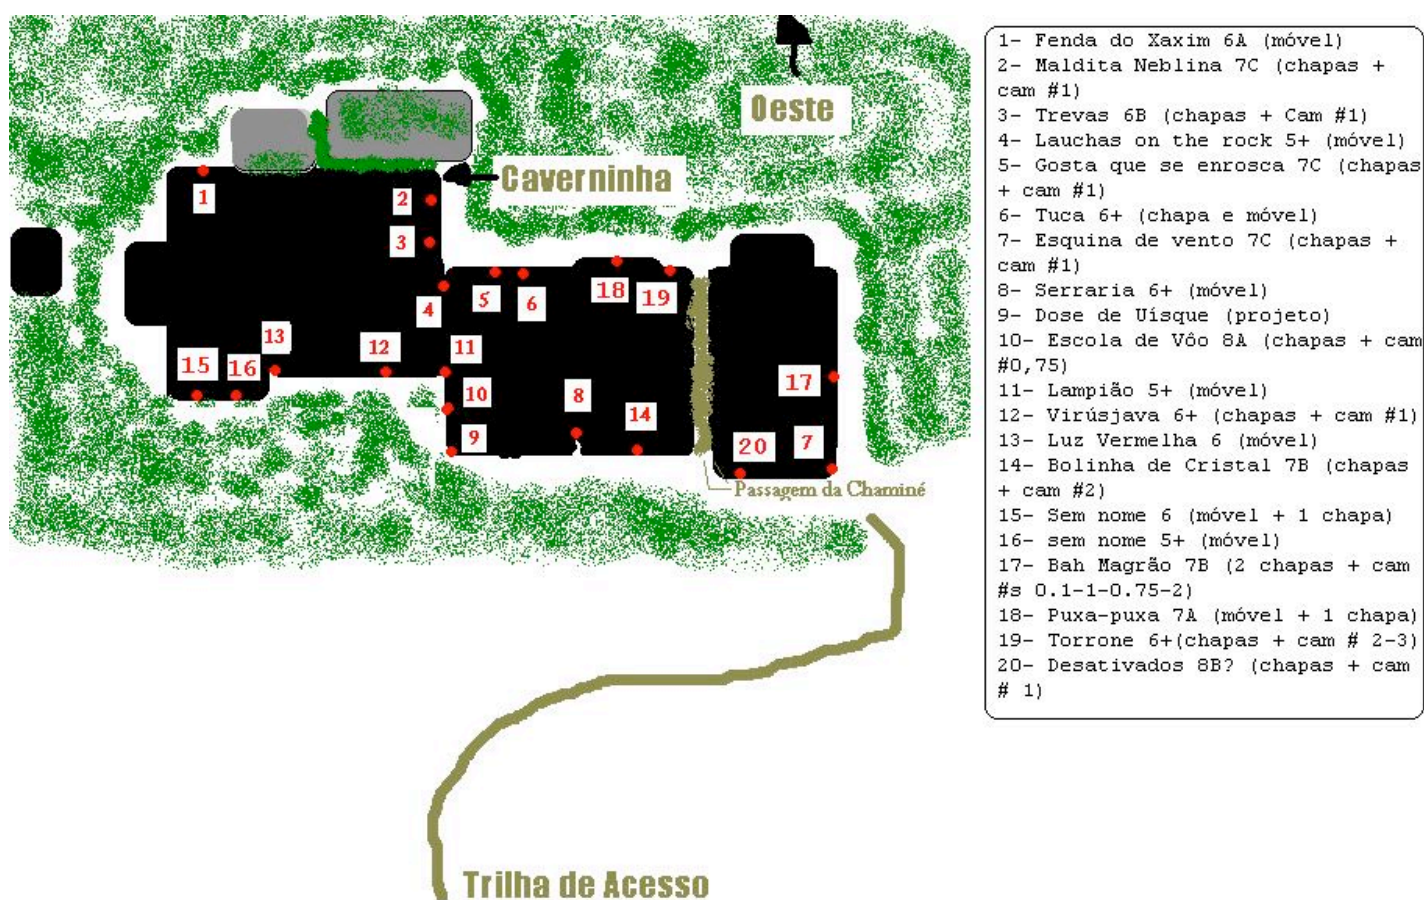 Oeste
Caverninha
1
2
3
4
5
6
18
19
13
12
11
15
16
10
8
17
9
14
20
7
Passagem da Chaminé
Trilha de Acesso
1- Fenda do Xaxim 6A (móvel)
2- Maldita Neblina 7C (chapas +
cam #1)
3- Trevas 6B (chapas + Cam #1)
4- Lauchas on the rock 5+ (móvel)
5- Gosta que se enrosca 7C (chapas
+ cam #1)
6- Tuca 6+ (chapa e móvel)
7- Esquina de vento 7C (chapas +
cam #1)
8- Serraria 6+ (móvel)
9- Dose de Uísque (projeto)
10- Escola de Vôo 8A (chapas + cam
#0,75)
11- Lampião 5+ (móvel)
12- Virúsjava 6+ (chapas + cam #1)
13- Luz Vermelha 6 (móvel)
14- Bolinha de Cristal 7B (chapas
+ cam #2)
15- Sem nome 6 (móvel + 1 chapa)
16- sem nome 5+ (móvel)
17- Bah Magrão 7B (2 chapas + cam
#s 0.1-1-0.75-2)
18- Puxa-puxa 7A (móvel + 1 chapa)
19- Torrone 6+(chapas + cam # 2-3)
20- Desativados 8B? (chapas + cam
# 1)